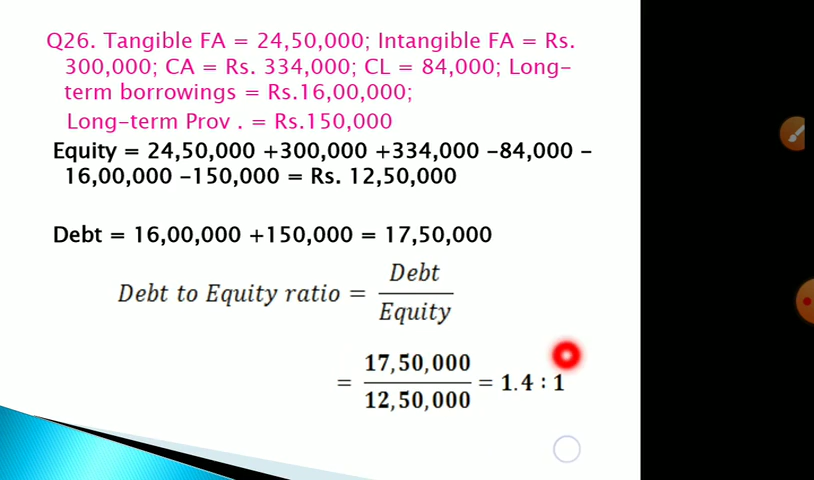 Q26. Tangible FA = 24,50,000; Intangible FA = Rs.
300,000; CA = Rs. 334,000; CL = 84,000; Long-
term borrowings = Rs.16,00,000;
Long-term Prov . = Rs.150,000
Equity = 24,50,000 +300,000 +334,000 -84,000 -
16,00,000 -150,000 = Rs. 12,50,000
Debt = 16,00,000 +150,000 = 17,50,000
Debt to Equity ratio = Debt / Equity
= 17,50,000 / 12,50,000 = 1.4 : 1